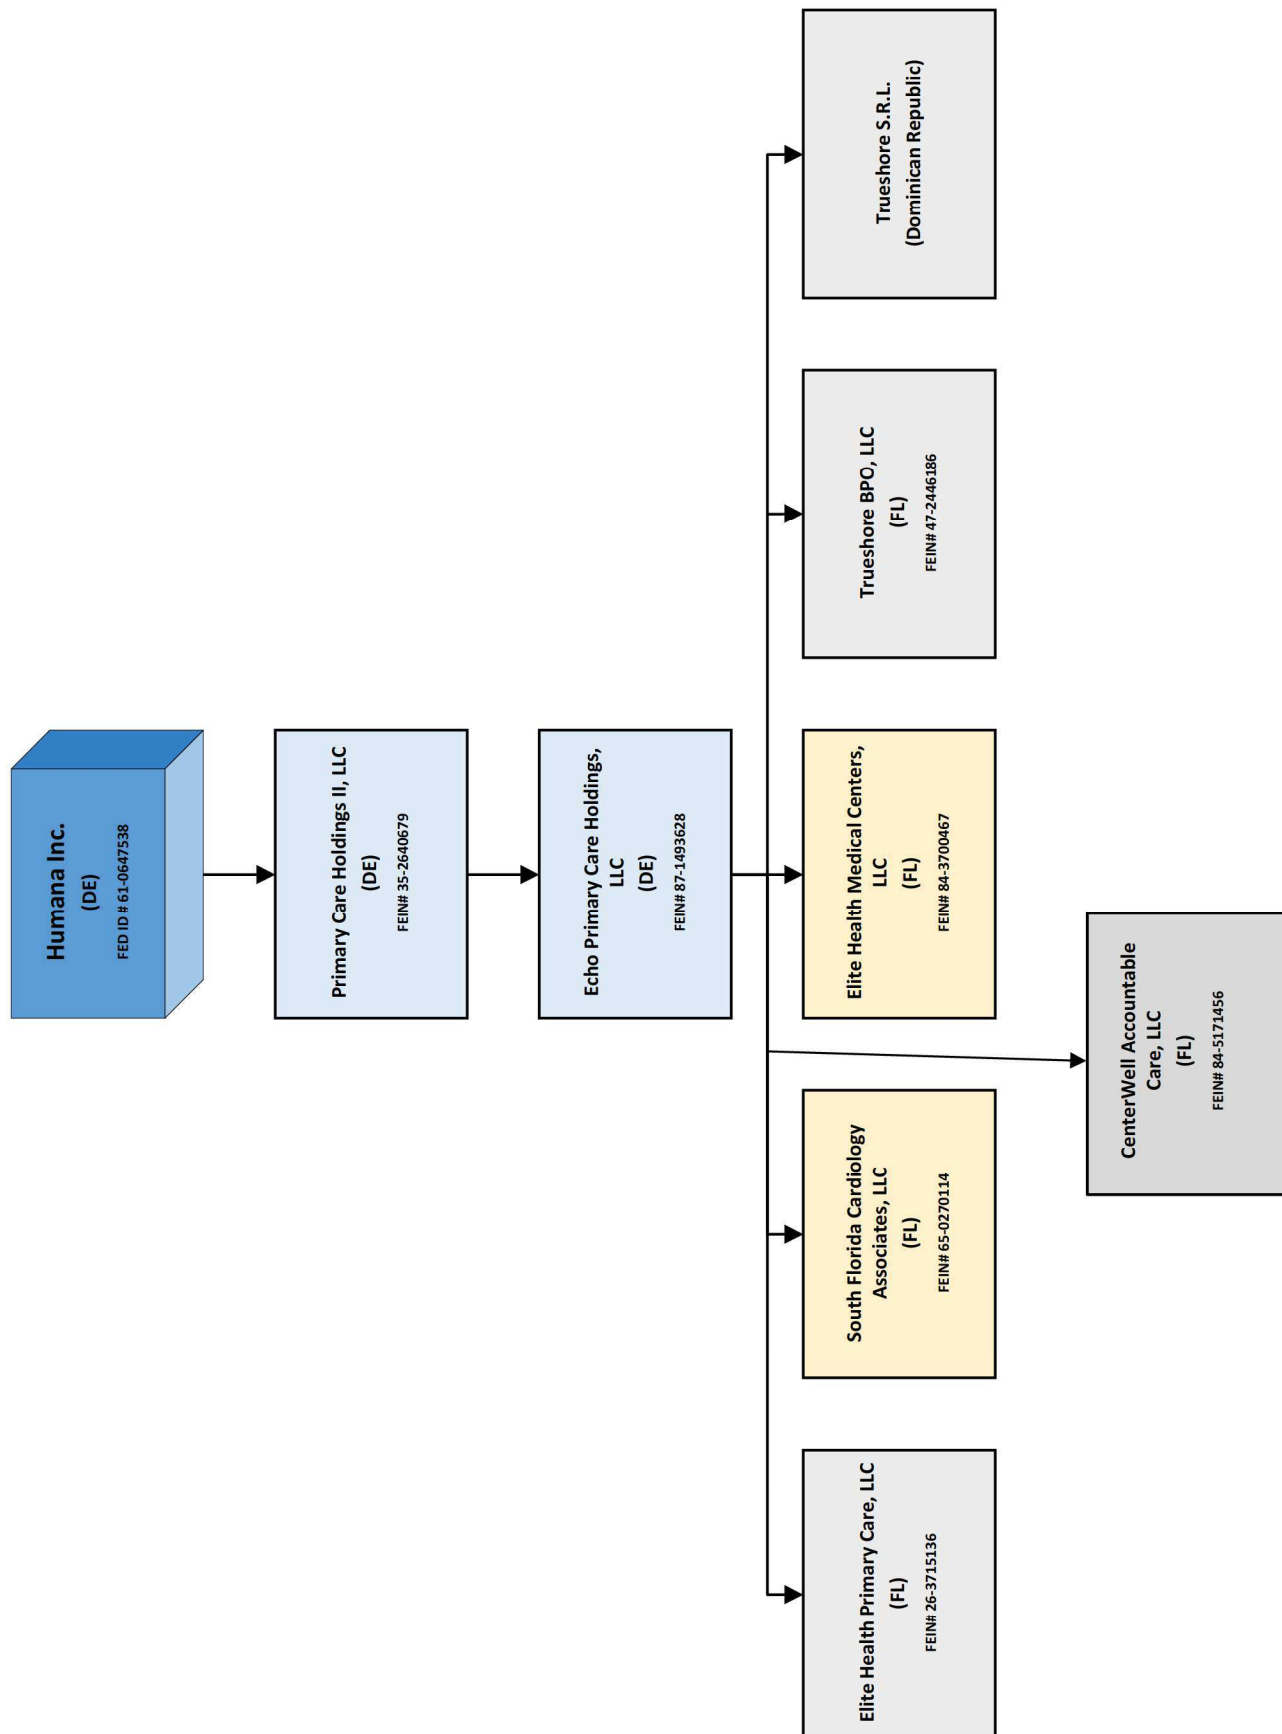 Humana Inc.
(DE)
FED ID # 61-0647538
Primary Care Holdings II, LLC
(DE)
FEIN# 35-2640679
Echo Primary Care Holdings,
LLC
(DE)
FEIN# 87-1493628
Elite Health Primary Care, LLC
(FL)
FEIN# 26-3715136
South Florida Cardiology
Associates, LLC
(FL)
FEIN# 65-0270114
Elite Health Medical Centers,
LLC
(FL)
FEIN# 84-3700467
Trueshore BPO, LLC
(FL)
FEIN# 47-2446186
Trueshore S.R.L.
(Dominican Republic)
CenterWell Accountable
Care, LLC
(FL)
FEIN# 84-5171456